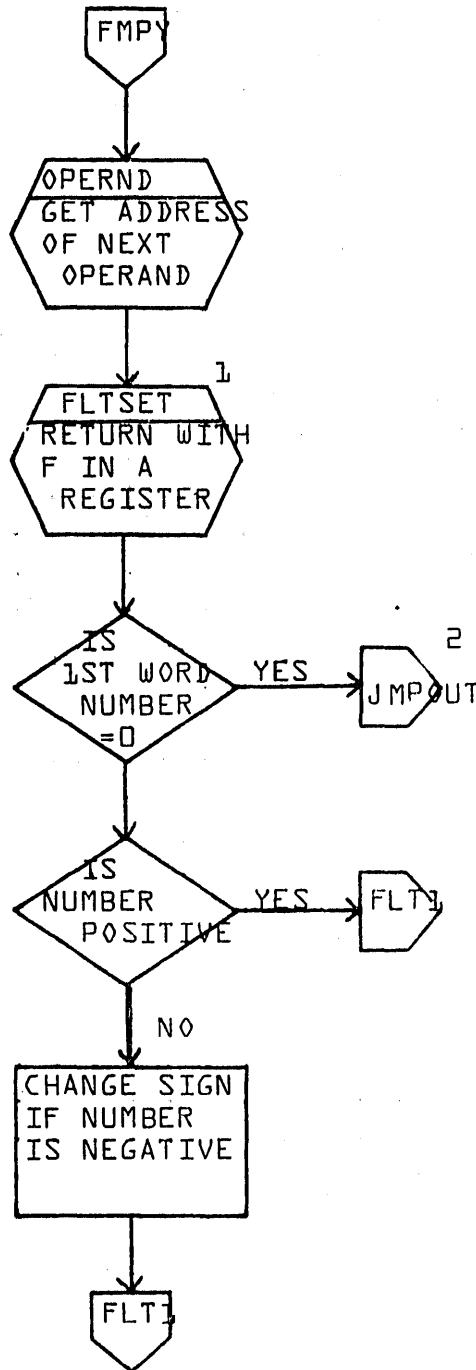 FMPY
OPERND
GET ADDRESS
OF NEXT
OPERAND
1
FLTSET
RETURN WITH
F IN A
REGISTER
IS
1ST WORD
NUMBER
=0
YES
2
JMPOUT
IS
NUMBER
POSITIVE
YES
FLT1
NO
CHANGE SIGN
IF NUMBER
IS NEGATIVE
FLT1